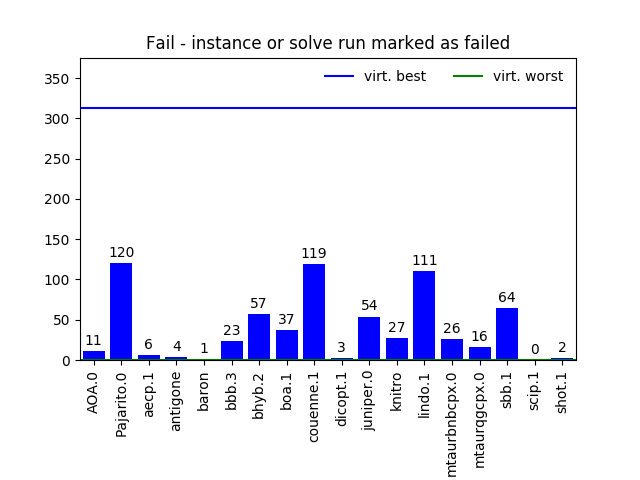 Fail - instance or solve run marked as failed
virt. best virt. worst
350
300
250
200
150
100
50
0
11 120 6 4 1 23 57 37 119 3 54 27 111 26 16 64 0 2
AOA.0
Pajarito.0
aecp.1
antigone
baron
bbb.3
bhyb.2
boa.1
couenne.1
dicopt.1
juniper.0
knitro
lindo.1
mtaurbnbcpx.0
mtaurqgcpx.0
sbb.1
scip.1
shot.1